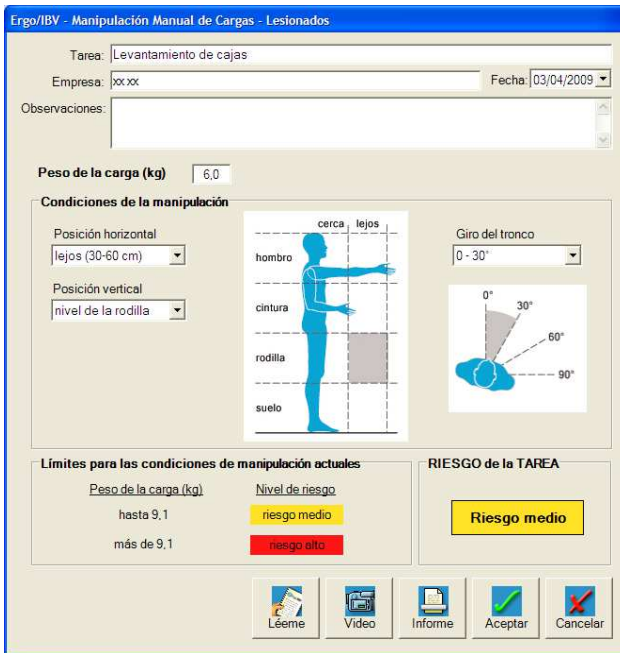 Ergo/IBV - Manipulación Manual de Cargas - Lesionados
Tarea: Levantamiento de cajas
Empresa: xx xx Fecha: 03/04/2009
Observaciones:
Peso de la carga (kg) 6,0
Condiciones de la manipulación
Posición horizontal
lejos (30-60 cm)
Posición vertical
nivel de la rodilla
cerca lejos
hombro
cintura
rodilla
suelo
Giro del tronco
0 - 30°
0°
30°
60°
90°
Límites para las condiciones de manipulación actuales
Peso de la carga (kg) Nivel de riesgo
hasta 9,1 riesgo medio
más de 9,1 riesgo alto
RIESGO de la TAREA
Riesgo medio
Léeme Video Informe Aceptar Cancelar